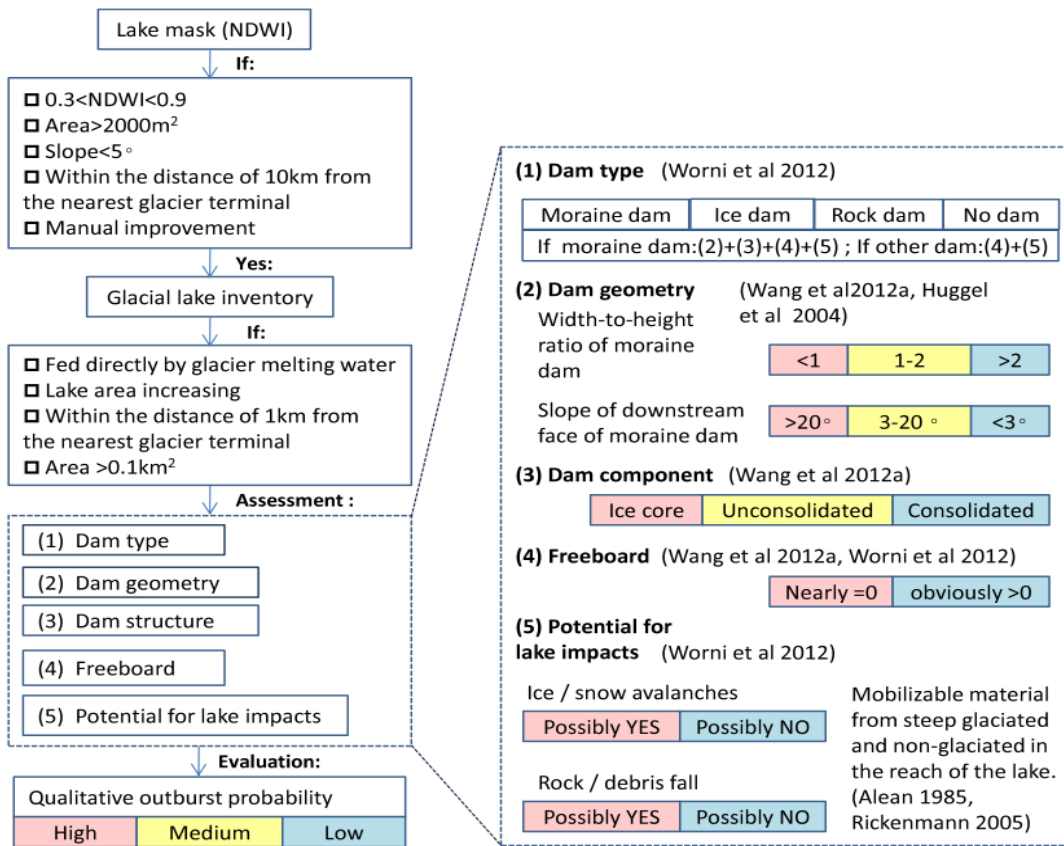 Lake mask (NDWI)
If:
☐ 0.3<NDWI<0.9
☐ Area>2000m²
☐ Slope<5°
☐ Within the distance of 10km from
the nearest glacier terminal
☐ Manual improvement
Yes:
Glacial lake inventory
If:
☐ Fed directly by glacier melting water
☐ Lake area increasing
☐ Within the distance of 1km from
the nearest glacier terminal
☐ Area >0.1km²
Assessment :
(1) Dam type
(2) Dam geometry
(3) Dam structure
(4) Freeboard
(5) Potential for lake impacts
Evaluation:
Qualitative outburst probability
High Medium Low
(1) Dam type (Worni et al 2012)
Moraine dam Ice dam Rock dam No dam
If moraine dam:(2)+(3)+(4)+(5) ; If other dam:(4)+(5)
(2) Dam geometry (Wang et al2012a, Huggel
et al 2004)
Width-to-height
ratio of moraine
dam
<1 1-2 >2
Slope of downstream
face of moraine dam
>20° 3-20 ° <3°
(3) Dam component (Wang et al 2012a)
Ice core Unconsolidated Consolidated
(4) Freeboard (Wang et al 2012a, Worni et al 2012)
Nearly =0 obviously >0
(5) Potential for
lake impacts (Worni et al 2012)
Ice / snow avalanches
Possibly YES Possibly NO
Rock / debris fall
Possibly YES Possibly NO
Mobilizable material
from steep glaciated
and non-glaciated in
the reach of the lake.
(Alean 1985,
Rickenmann 2005)